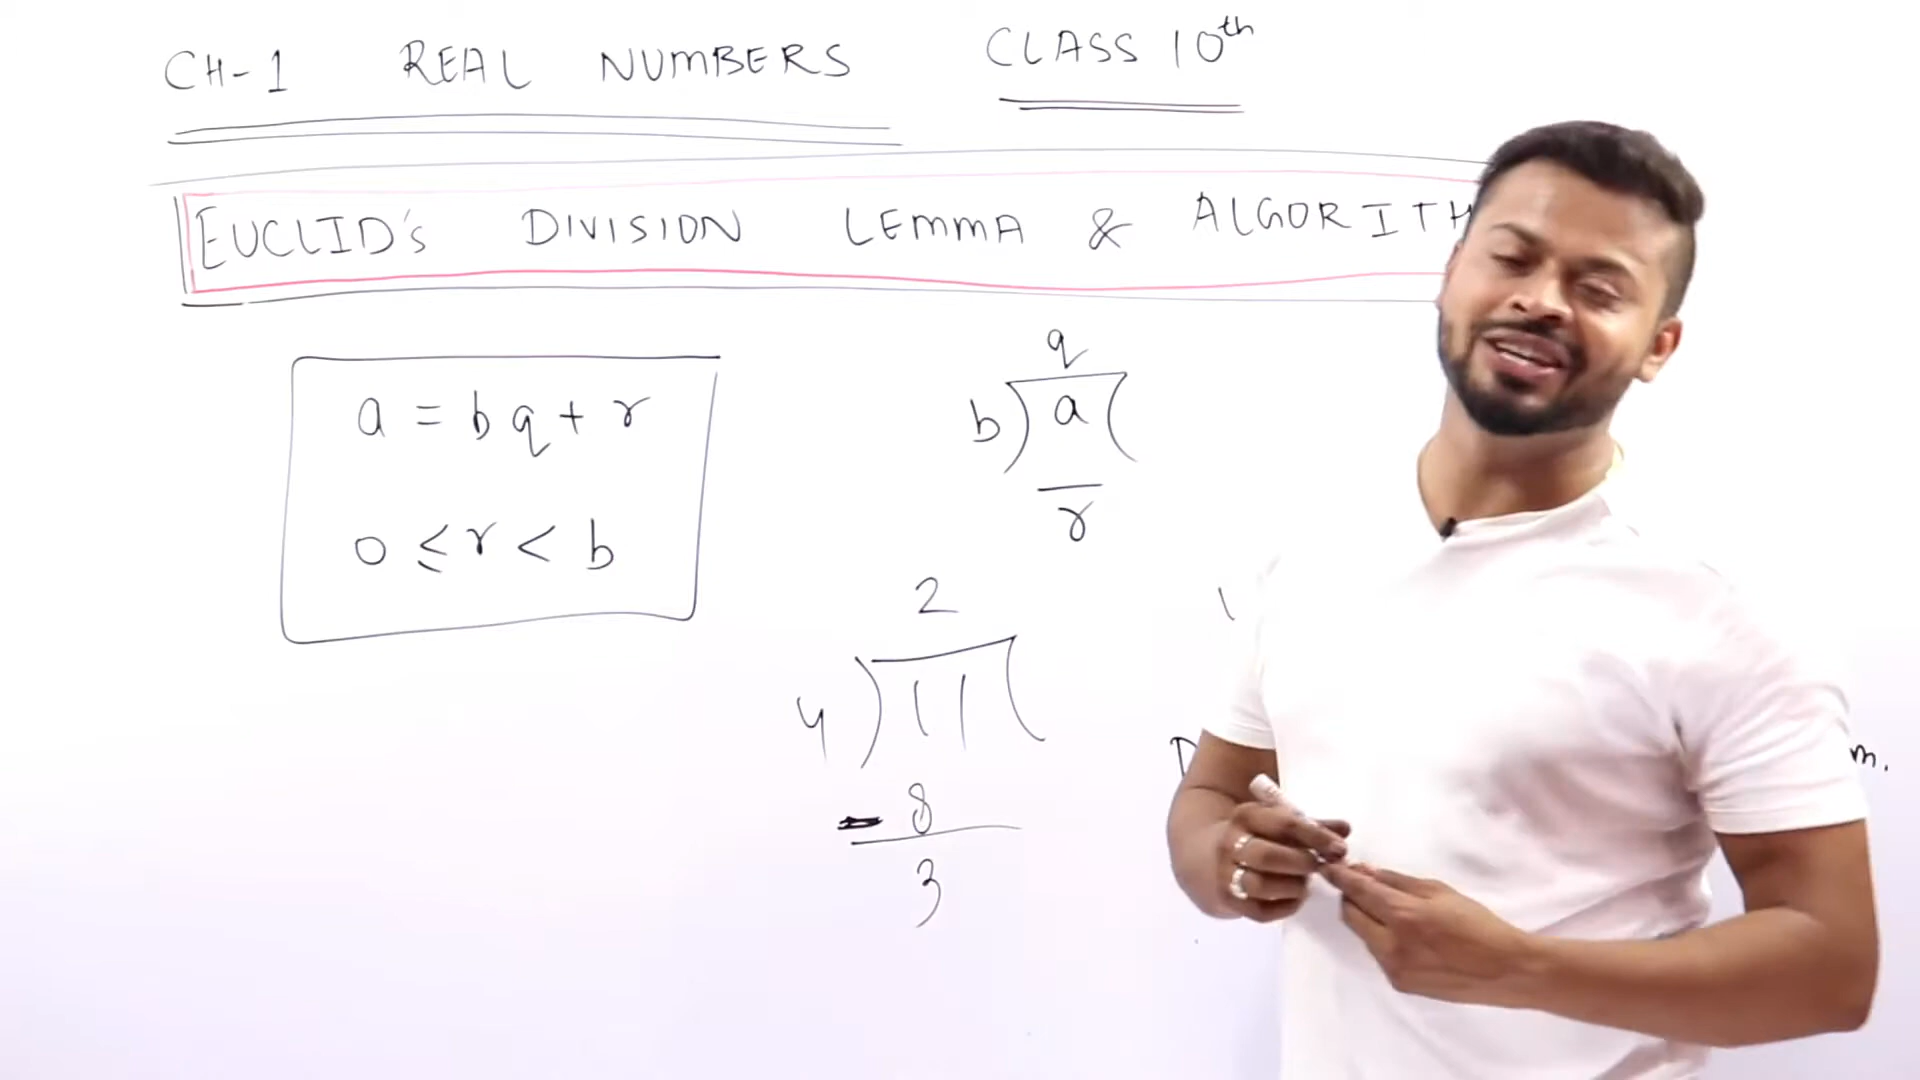 CH-1 REAL NUMBERS CLASS 10th
EUCLID's DIVISION LEMMA & ALGORITH
a = bq + r
0 ≤ r < b
q
b) a (
r
2
4) 11 (
- 8
3
m.